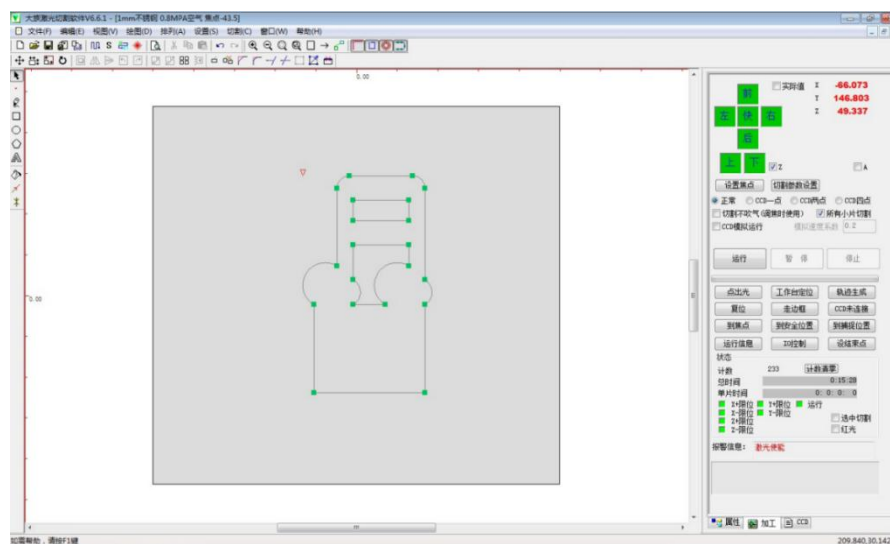 大族激光切割软件V6.6.1 - [1mm不锈钢 0.8MPA空气 焦点-43.5]
文件(F) 编辑(E) 视图(V) 绘图(D) 排列(A) 设置(S) 切割(C) 窗口(W) 帮助(H)
0.00
0.00
前
左 快 右
后
上 下
实际值 X -66.073
Y 146.803
Z 49.337
Z A
设置焦点 切割参数设置
正常 CCD一点 CCD两点 CCD四点
切割不吹气(调焦时使用) 所有小片切割
CCD模拟运行 模拟速度系数 0.2
运行 暂停 停止
点出光 工作台定位 轨迹生成
复位 走边框 CCD未连接
到焦点 到安全位置 到捕捉位置
运行信息 IO控制 设结束点
状态
计数 233 计数清零
总时间 0:15:28
单片时间 0: 0: 0: 0
X+限位 Y+限位 运行
X-限位 Y-限位
Z+限位 选中切割
Z-限位 红光
报警信息: 激光使能
属性 加工 CCD
如需帮助，请按F1键 209.840,30.142